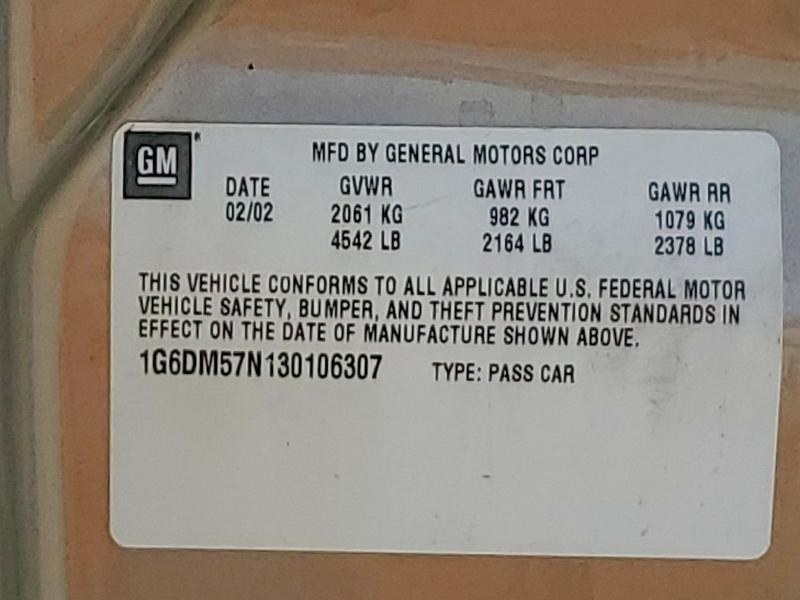 GM
MFD BY GENERAL MOTORS CORP
DATE GVWR GAWR FRT GAWR RR
02/02 2061 KG 982 KG 1079 KG
4542 LB 2164 LB 2378 LB
THIS VEHICLE CONFORMS TO ALL APPLICABLE U.S. FEDERAL MOTOR
VEHICLE SAFETY, BUMPER, AND THEFT PREVENTION STANDARDS IN
EFFECT ON THE DATE OF MANUFACTURE SHOWN ABOVE.
1G6DM57N130106307 TYPE: PASS CAR